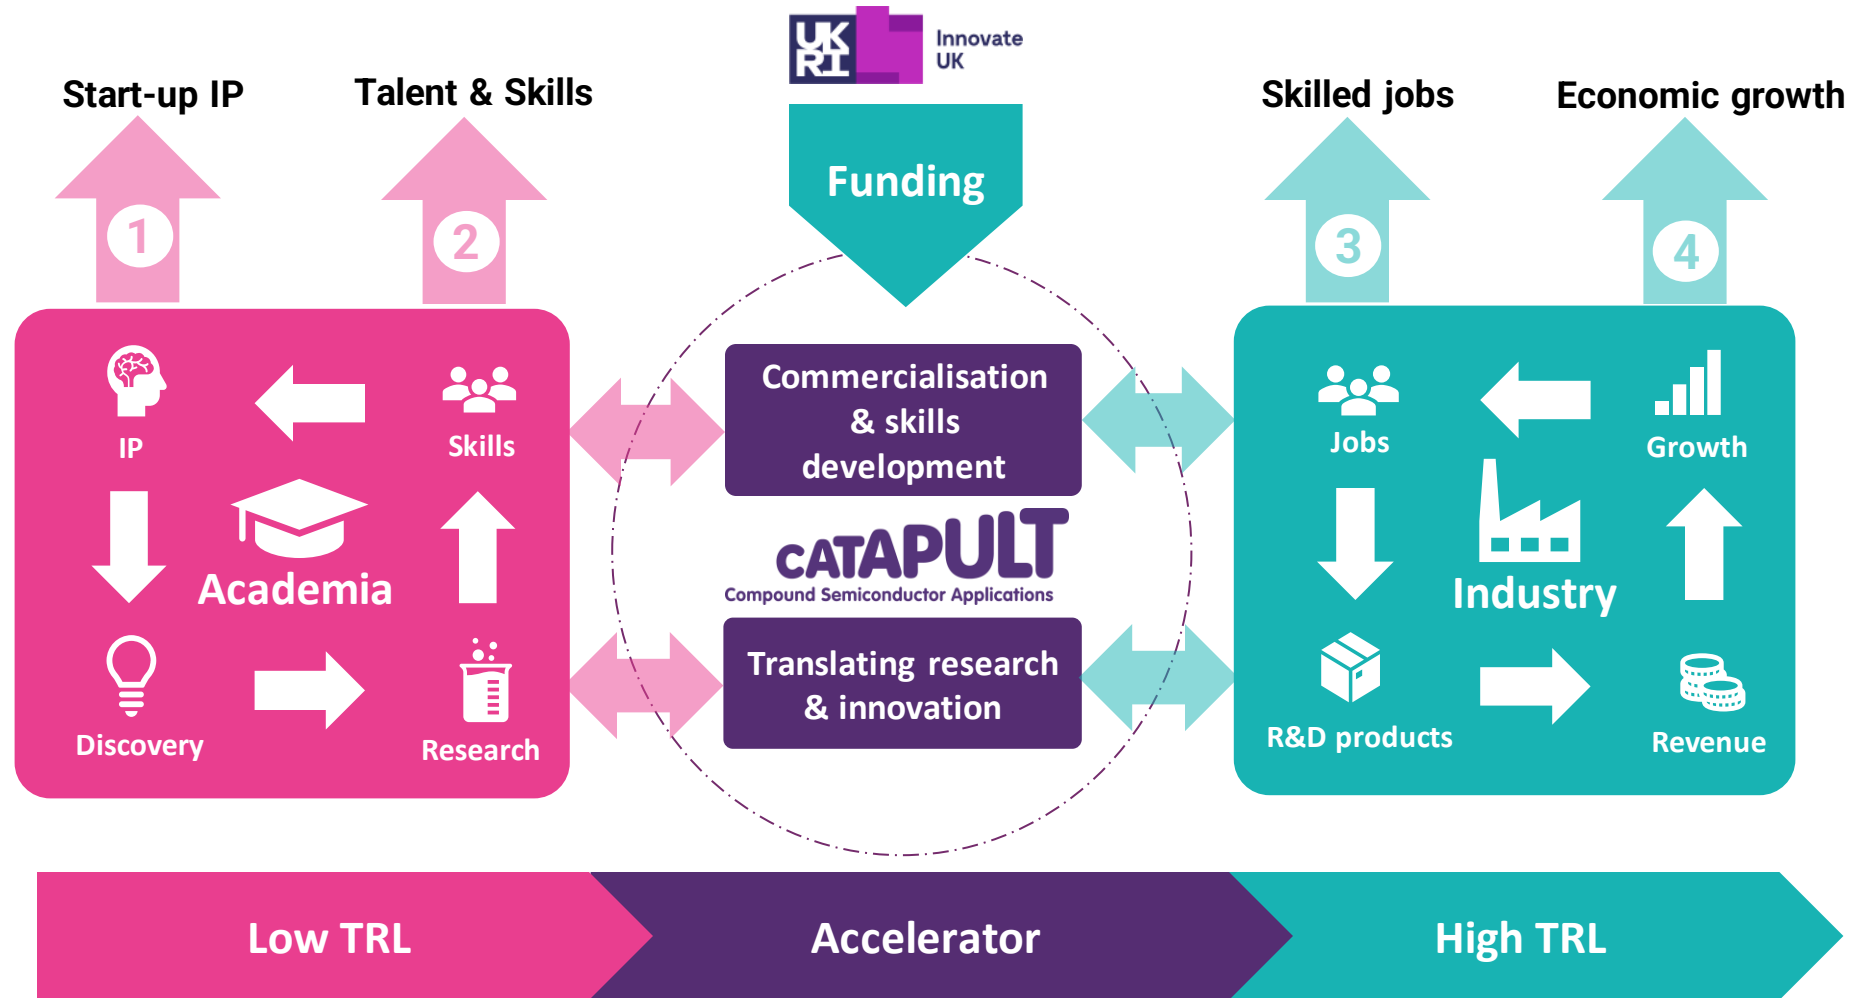 UK
RI
Innovate
UK
Start-up IP
Talent & Skills
Skilled jobs
Economic growth
Funding
1
2
3
4
IP
Skills
Academia
Discovery
Research
Commercialisation
& skills
development
CATAPULT
Compound Semiconductor Applications
Translating research
& innovation
Jobs
Growth
Industry
R&D products
Revenue
Low TRL
Accelerator
High TRL